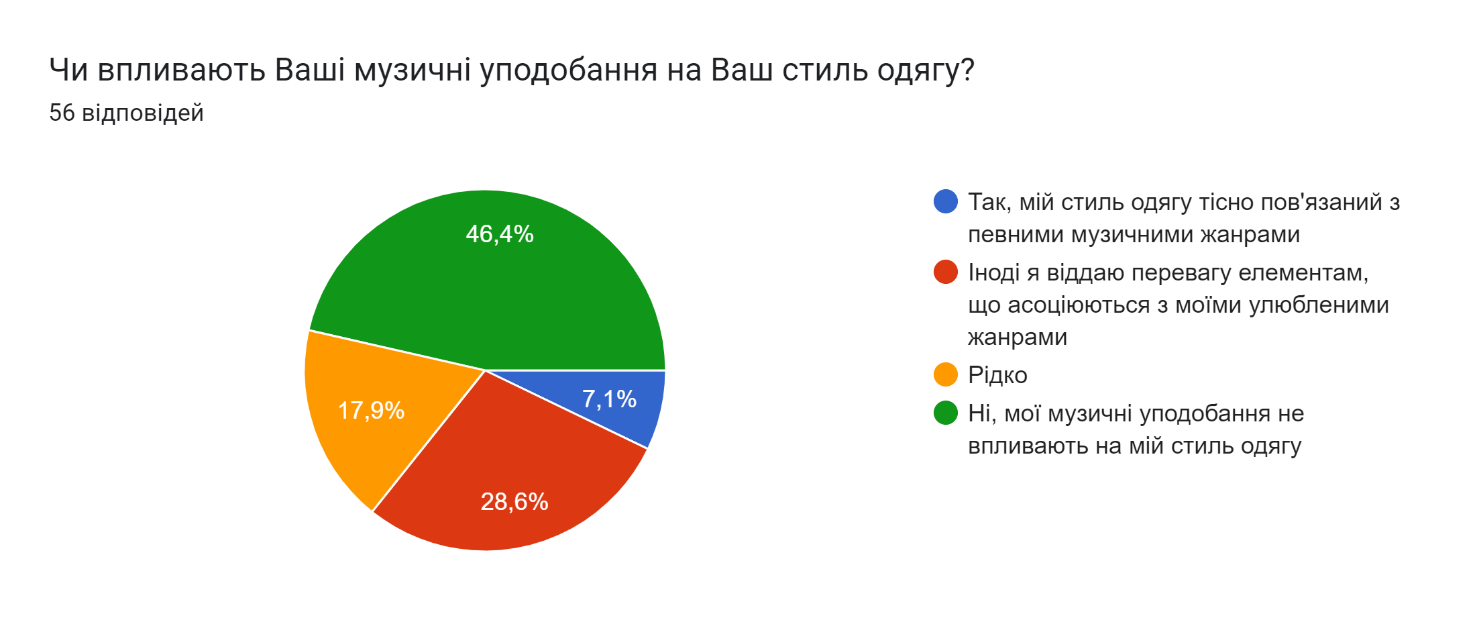 Чи впливають Ваші музичні уподобання на Ваш стиль одягу?
56 відповідей
46,4%
7,1%
17,9%
28,6%
Так, мій стиль одягу тісно пов'язаний з
певними музичними жанрами
Іноді я віддаю перевагу елементам,
що асоціюються з моїми улюбленими
жанрами
Рідко
Ні, мої музичні уподобання не
впливають на мій стиль одягу